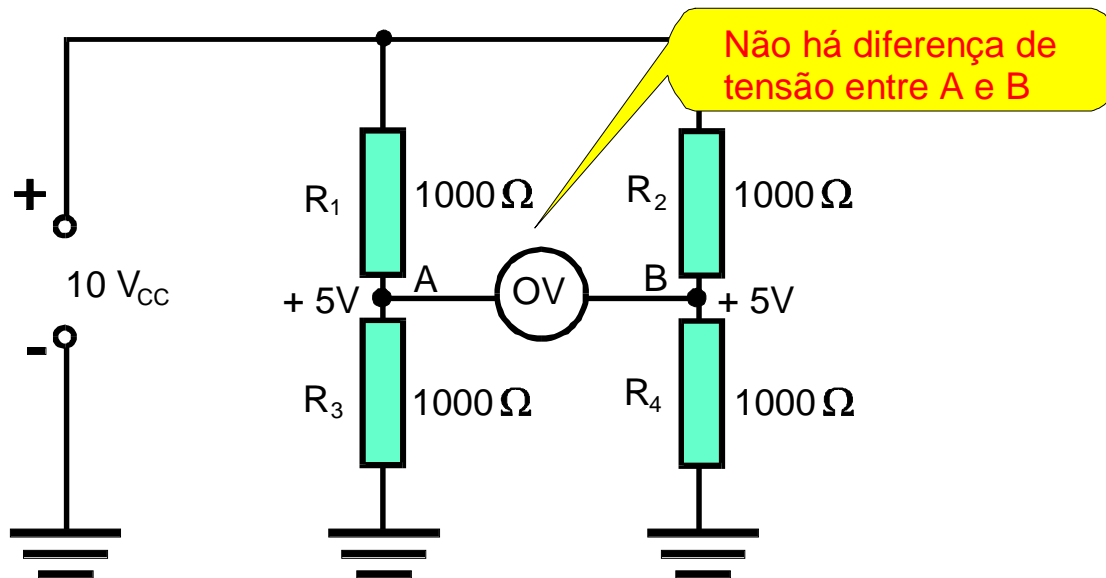 Não há diferença de
tensão entre A e B
+
R1
1000 Ω
R2
1000 Ω
10 VCC
A
OV
B
+ 5V
+ 5V
-
R3
1000 Ω
R4
1000 Ω